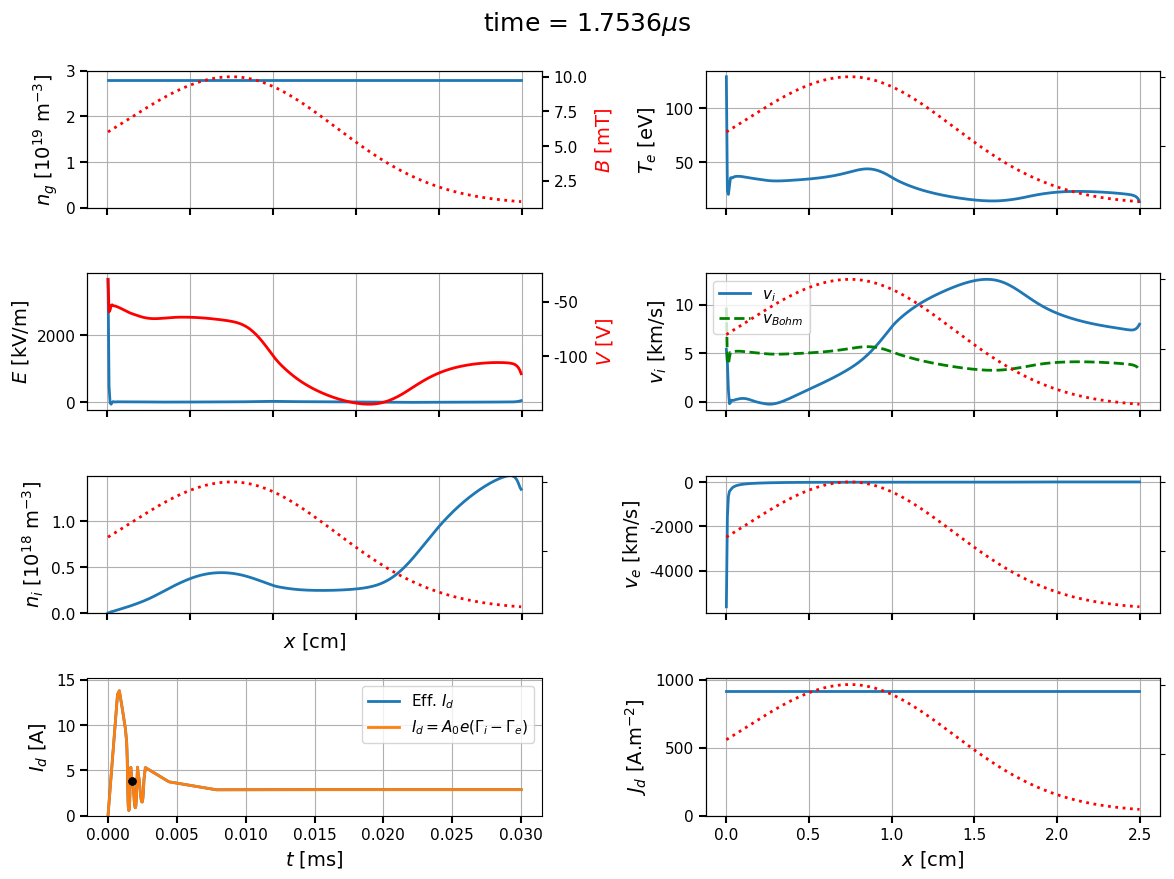 time = 1.7536μs
n_g [10^19 m^−3]
3
2
1
0
10.0
7.5
5.0
2.5
B [mT]
T_e [eV]
100
50
E [kV/m]
2000
0
-50
-100
V [V]
v_i [km/s]
10
5
0
v_i
v_Bohm
n_i [10^18 m^−3]
1.0
0.5
0.0
x [cm]
v_e [km/s]
0
-2000
-4000
I_d [A]
15
10
5
0
Eff. I_d
I_d = A_0e(Γ_i − Γ_e)
0.000 0.005 0.010 0.015 0.020 0.025 0.030
t [ms]
J_d [A.m^−2]
1000
500
0
0.0 0.5 1.0 1.5 2.0 2.5
x [cm]